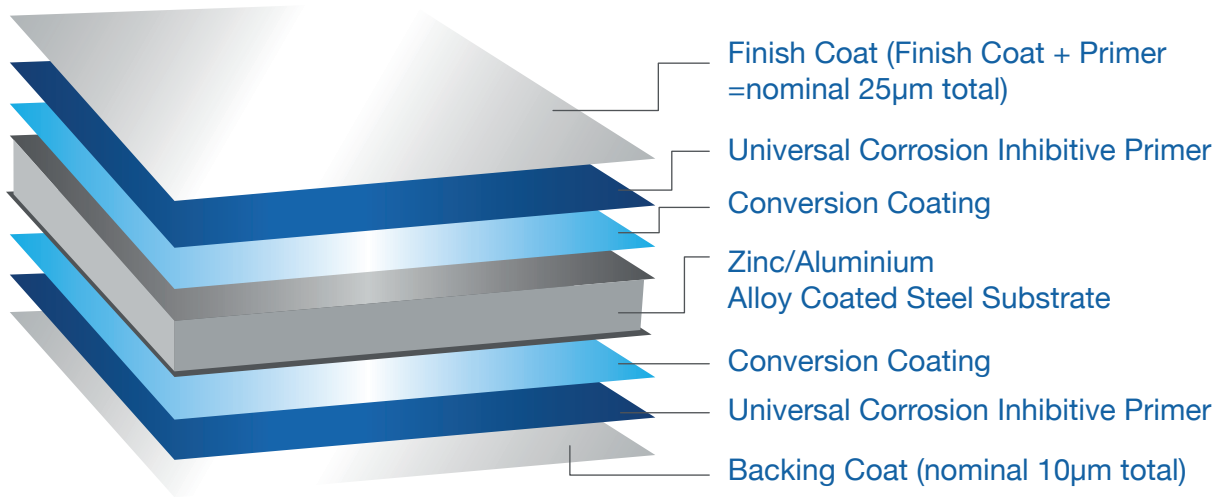 Finish Coat (Finish Coat + Primer
=nominal 25µm total)
Universal Corrosion Inhibitive Primer
Conversion Coating
Zinc/Aluminium
Alloy Coated Steel Substrate
Conversion Coating
Universal Corrosion Inhibitive Primer
Backing Coat (nominal 10µm total)